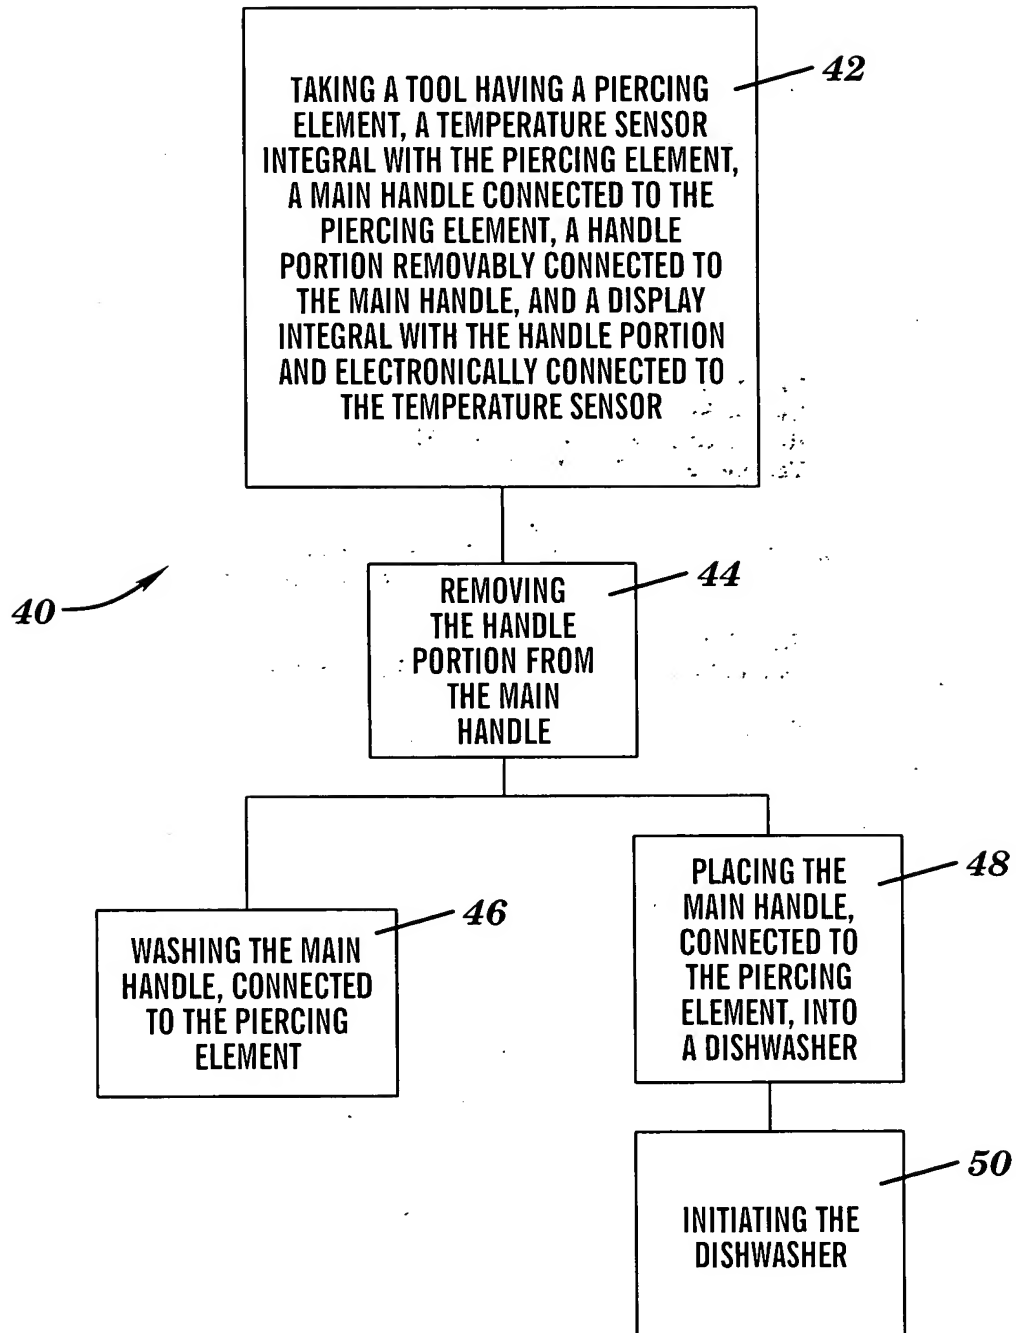 TAKING A TOOL HAVING A PIERCING
ELEMENT, A TEMPERATURE SENSOR
INTEGRAL WITH THE PIERCING ELEMENT,
A MAIN HANDLE CONNECTED TO THE
PIERCING ELEMENT, A HANDLE
PORTION REMOVABLY CONNECTED TO
THE MAIN HANDLE, AND A DISPLAY
INTEGRAL WITH THE HANDLE PORTION
AND ELECTRONICALLY CONNECTED TO
THE TEMPERATURE SENSOR
42
40
REMOVING
THE HANDLE
PORTION FROM
THE MAIN
HANDLE
44
WASHING THE MAIN
HANDLE, CONNECTED
TO THE PIERCING
ELEMENT
46
PLACING THE
MAIN HANDLE,
CONNECTED TO
THE PIERCING
ELEMENT, INTO
A DISHWASHER
48
INITIATING THE
DISHWASHER
50